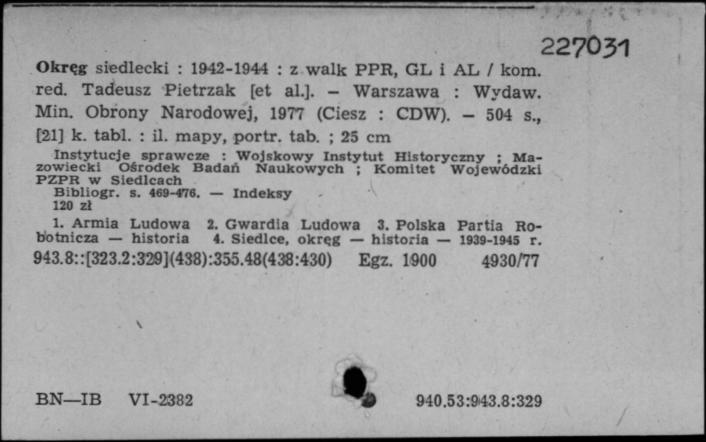 227031
Okręg siedlecki : 1942-1944 : z walk PPR, GL i AL / kom.
red. Tadeusz Pietrzak [et al.]. — Warszawa : Wydaw.
Min. Obrony Narodowej, 1977 (Ciesz : CDW). — 504 s.,
[21] k. tabl. : il. mapy, portr. tab. ; 25 cm
Instytucje sprawcze : Wojskowy Instytut Historyczny ; Ma-
zowiecki Ośrodek Badań Naukowych ; Komitet Wojewódzki
PZPR w Siedlcach
Bibliogr. s. 469-476. — Indeksy
120 zł
1. Armia Ludowa 2. Gwardia Ludowa 3. Polska Partia Ro-
botnicza — historia 4. Siedlce, okręg — historia — 1939-1945 r.
943.8::[323.2:329](438):355.48(438:430) Egz. 1900 4930/77
BN—IB VI-2382 940.53:943.8:329